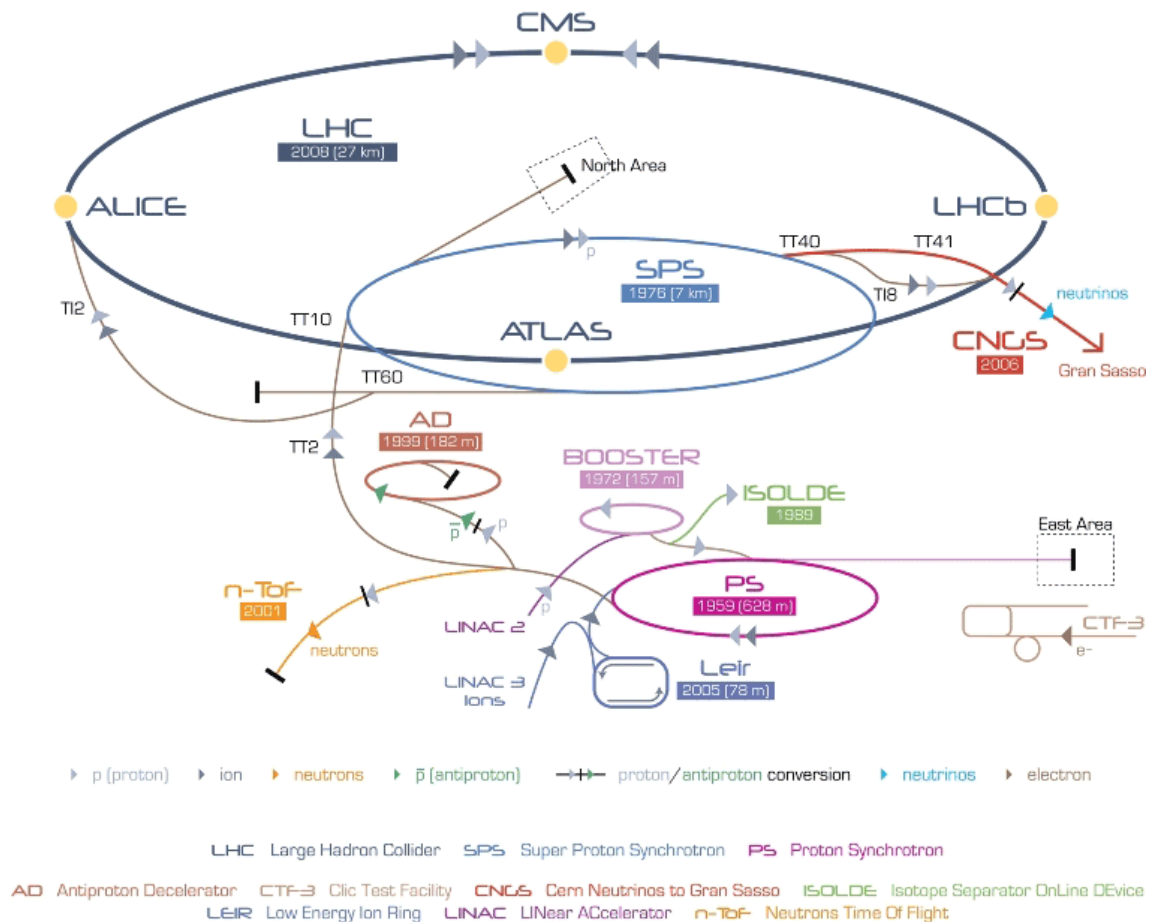 CMS
LHC
2008 (27 km)
North Area
ALICE
LHCb
p
TT40
TT41
SPS
1976 (7 km)
TI2
TT10
TI8
neutrinos
ATLAS
CNGS
2006
Gran Sasso
TT60
AD
1999 (182 m)
TT2
BOOSTER
1972 (157 m)
ISOLDE
1989
p̅
p
East Area
n-ToF
2001
PS
1959 (628 m)
p
LINAC 2
neutrons
CTF-3
e-
LINAC 3
Ions
Leir
2005 (78 m)
p (proton)
ion
neutrons
p̅ (antiproton)
proton/antiproton conversion
neutrinos
electron
LHC Large Hadron Collider SPS Super Proton Synchrotron PS Proton Synchrotron
AD Antiproton Decelerator CTF-3 Clic Test Facility CNGS Cern Neutrinos to Gran Sasso ISOLDE Isotope Separator OnLine DEvice
LEIR Low Energy Ion Ring LINAC LINear ACcelerator n-ToF Neutrons Time Of Flight